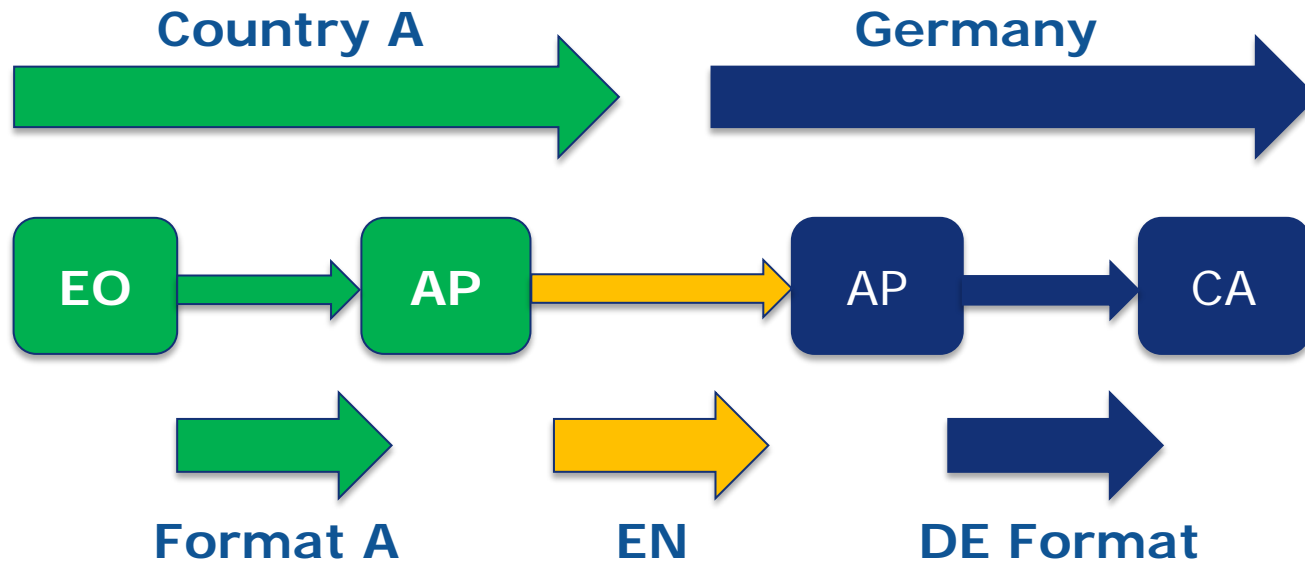 Country A
Germany
EO
AP
AP
CA
Format A
EN
DE Format